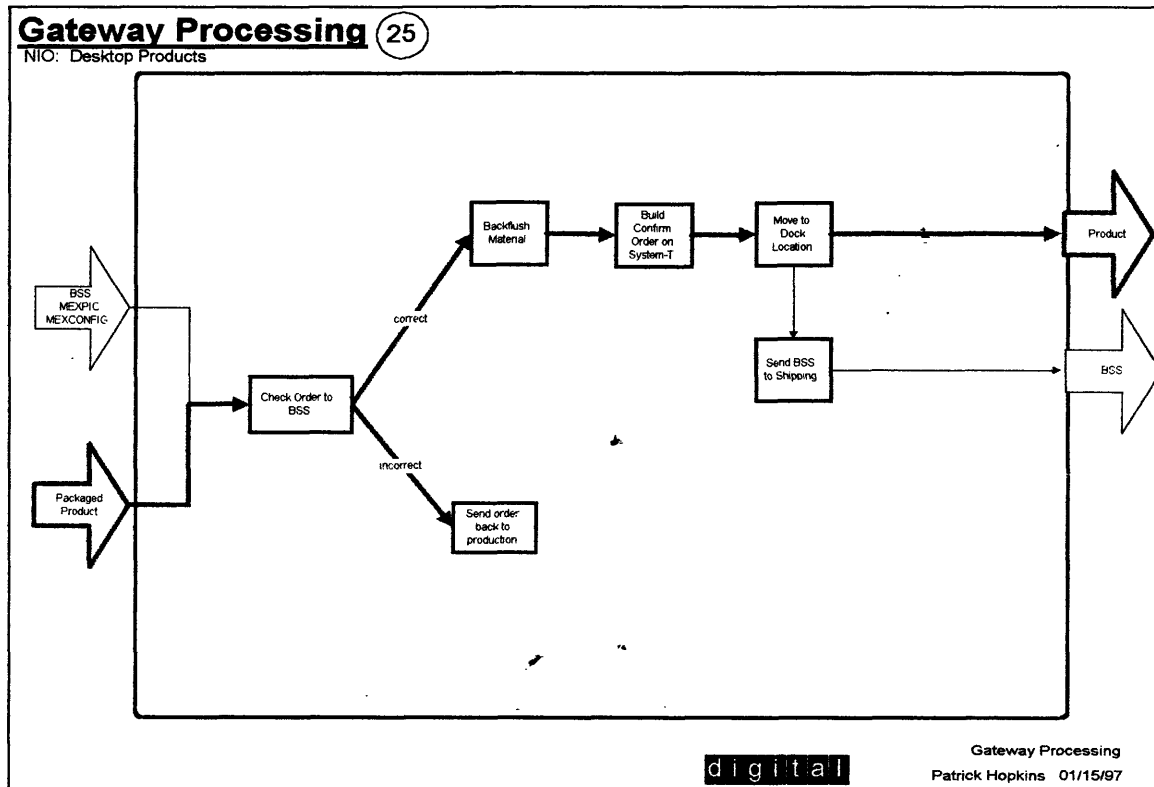 Gateway Processing 25
NIO: Desktop Products
BSS
MEXPIC
MEXCONFIG
Packaged
Product
Check Order to
BSS
correct
incorrect
Backflush
Material
Build
Confirm
Order on
System-T
Move to
Dock
Location
Send BSS
to Shipping
Send order
back to
production
Product
BSS
digital
Gateway Processing
Patrick Hopkins 01/15/97